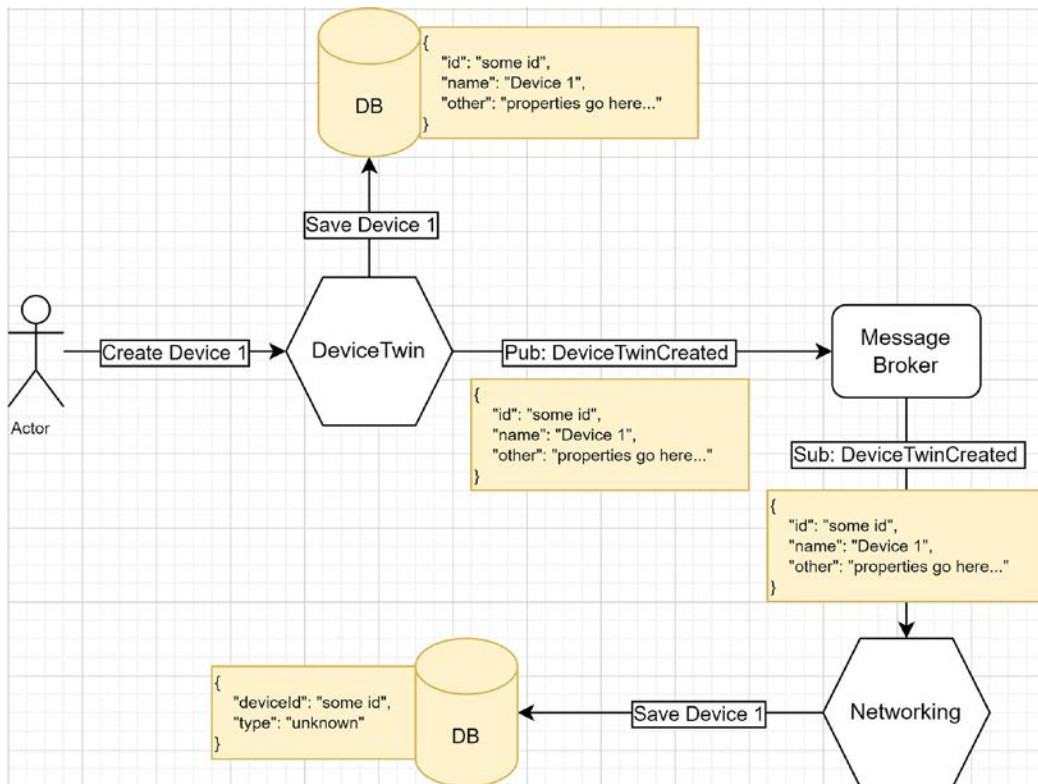 {
"id": "some id",
"name": "Device 1",
"other": "properties go here..."
}
DB
Save Device 1
Create Device 1
DeviceTwin
Pub: DeviceTwinCreated
Message
Broker
Actor
{
"id": "some id",
"name": "Device 1",
"other": "properties go here..."
}
Sub: DeviceTwinCreated
{
"id": "some id",
"name": "Device 1",
"other": "properties go here..."
}
{
"deviceId": "some id",
"type": "unknown"
}
DB
Save Device 1
Networking